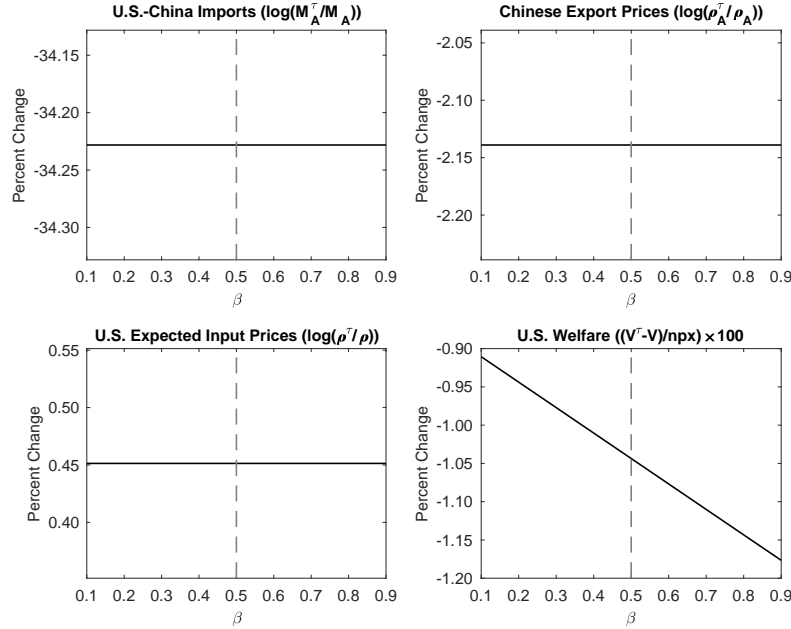 U.S.-China Imports (log(M_A^τ/M_A))
-34.15
-34.20
-34.25
-34.30
Percent Change
0.1 0.2 0.3 0.4 0.5 0.6 0.7 0.8 0.9
β
Chinese Export Prices (log(ρ_A^τ/ρ_A))
-2.05
-2.10
-2.15
-2.20
Percent Change
0.1 0.2 0.3 0.4 0.5 0.6 0.7 0.8 0.9
β
U.S. Expected Input Prices (log(ρ^τ/ρ))
0.55
0.50
0.45
0.40
Percent Change
0.1 0.2 0.3 0.4 0.5 0.6 0.7 0.8 0.9
β
U.S. Welfare ((V^τ-V)/npx) ×100
-0.90
-0.95
-1.00
-1.05
-1.10
-1.15
-1.20
Percent Change
0.1 0.2 0.3 0.4 0.5 0.6 0.7 0.8 0.9
β